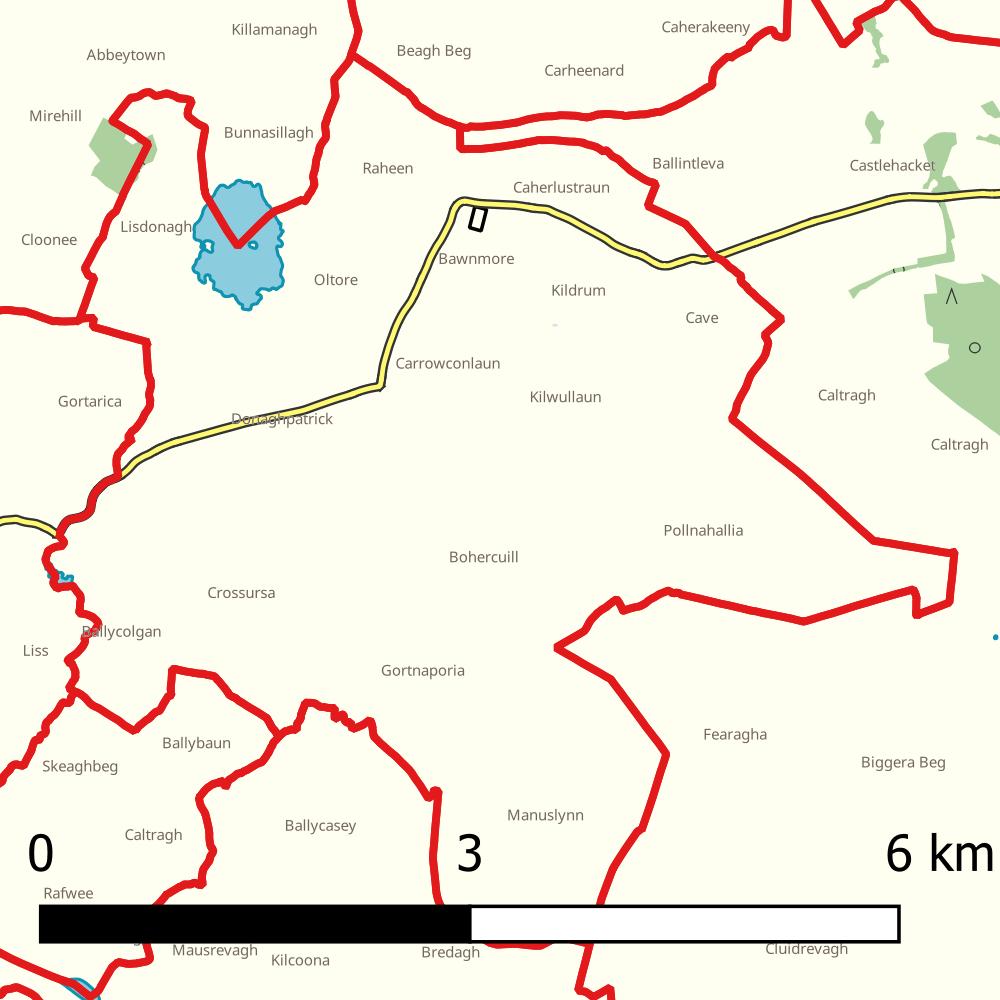 Killamanagh
Caherakeeny
Beagh Beg
Abbeytown
Carheenard
Mirehill
Bunnasillagh
Ballintleva
Castlehacket
Raheen
Caherlustraun
Lisdonagh
Cloonee
Bawnmore
Oltore
Kildrum
Cave
Carrowconlaun
Caltragh
Kilwullaun
Gortarica
Donaghpatrick
Caltragh
Pollnahallia
Bohercuill
Crossursa
Ballycolgan
Liss
Gortnaporia
Fearagha
Ballybaun
Biggera Beg
Skeaghbeg
Manuslynn
Ballycasey
Caltragh
0 3 6 km
Rafwee
Mausrevagh
Bredagh
Cluidrevagh
Kilcoona